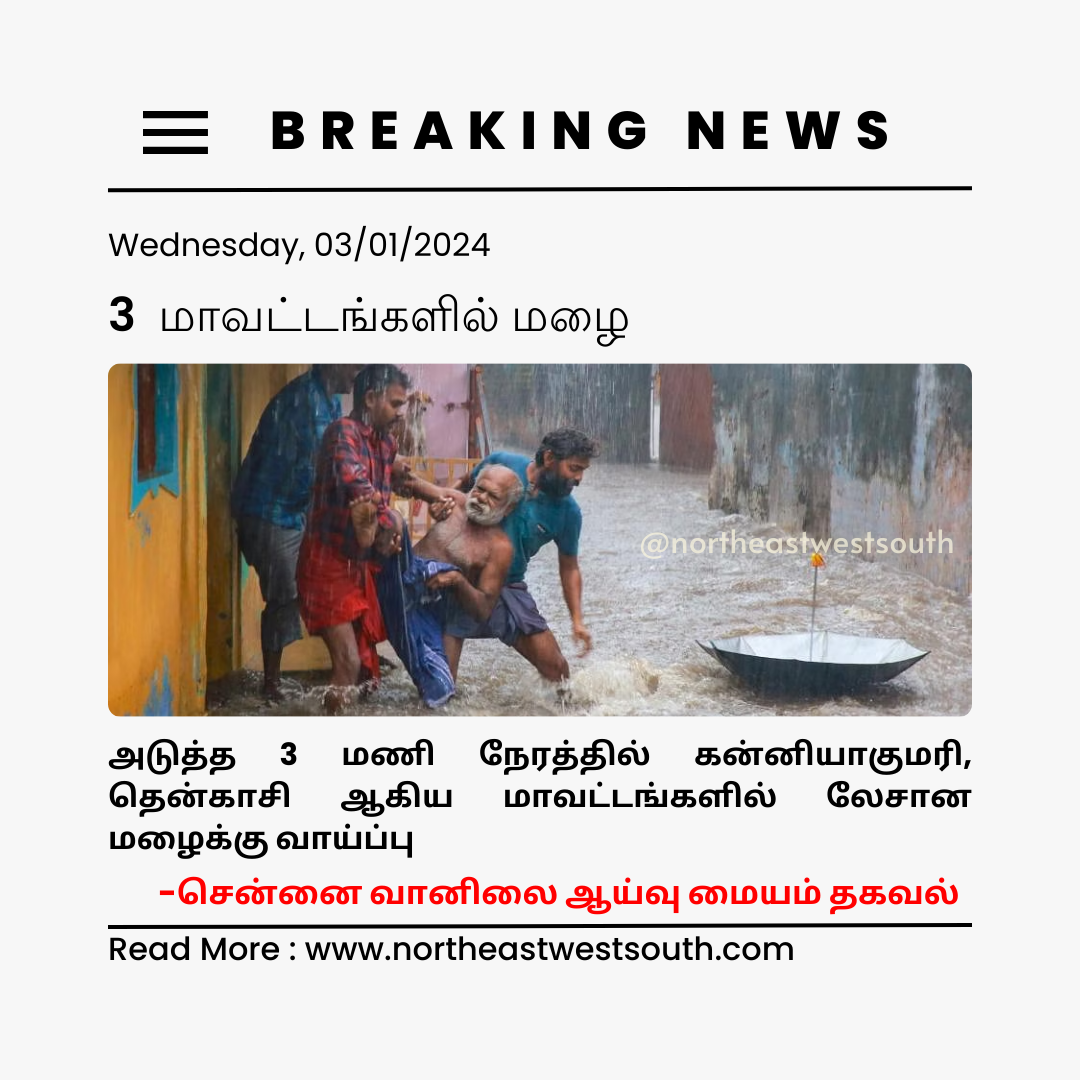 BREAKING NEWS
Wednesday, 03/01/2024
3 மாவட்டங்களில் மழை
@northeastwestsouth
அடுத்த 3 மணி நேரத்தில் கன்னியாகுமரி,
தென்காசி ஆகிய மாவட்டங்களில் லேசான
மழைக்கு வாய்ப்பு
-சென்னை வானிலை ஆய்வு மையம் தகவல்
Read More : www.northeastwestsouth.com